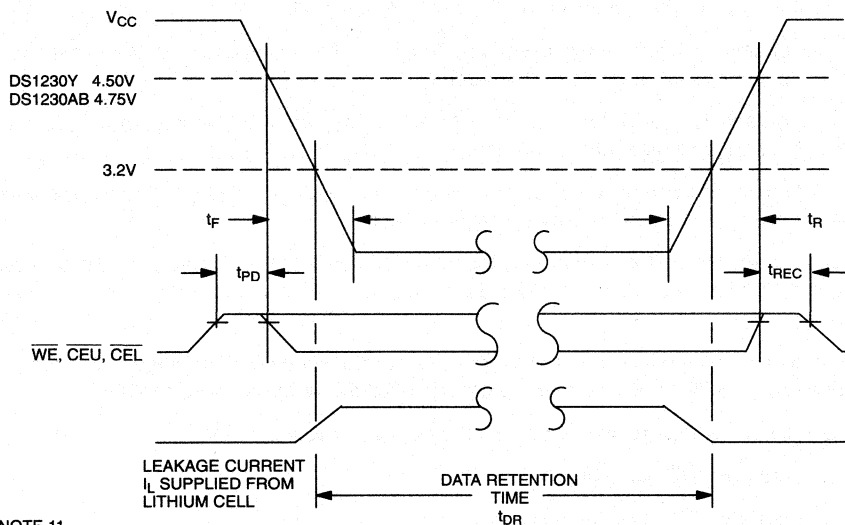 VCC
DS1230Y 4.50V
DS1230AB 4.75V
3.2V
tF
tR
tPD
tREC
WE, CEU, CEL
LEAKAGE CURRENT
IL SUPPLIED FROM
LITHIUM CELL
DATA RETENTION
TIME
tDR
NOTE 11